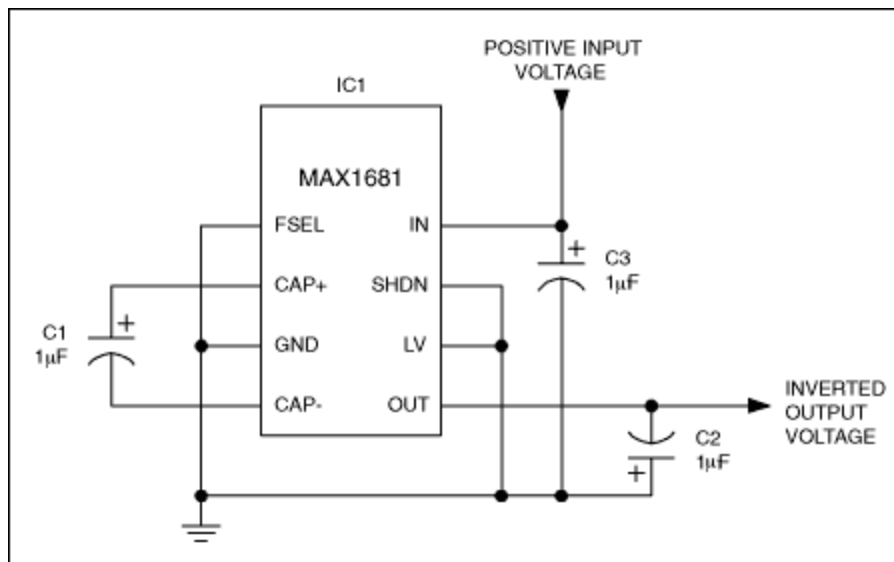 POSITIVE INPUT
VOLTAGE
IC1
MAX1681
FSEL
IN
CAP+
SHDN
C3
1µF
+
C1
1µF
+
GND
LV
CAP-
OUT
INVERTED
OUTPUT
VOLTAGE
C2
1µF
+